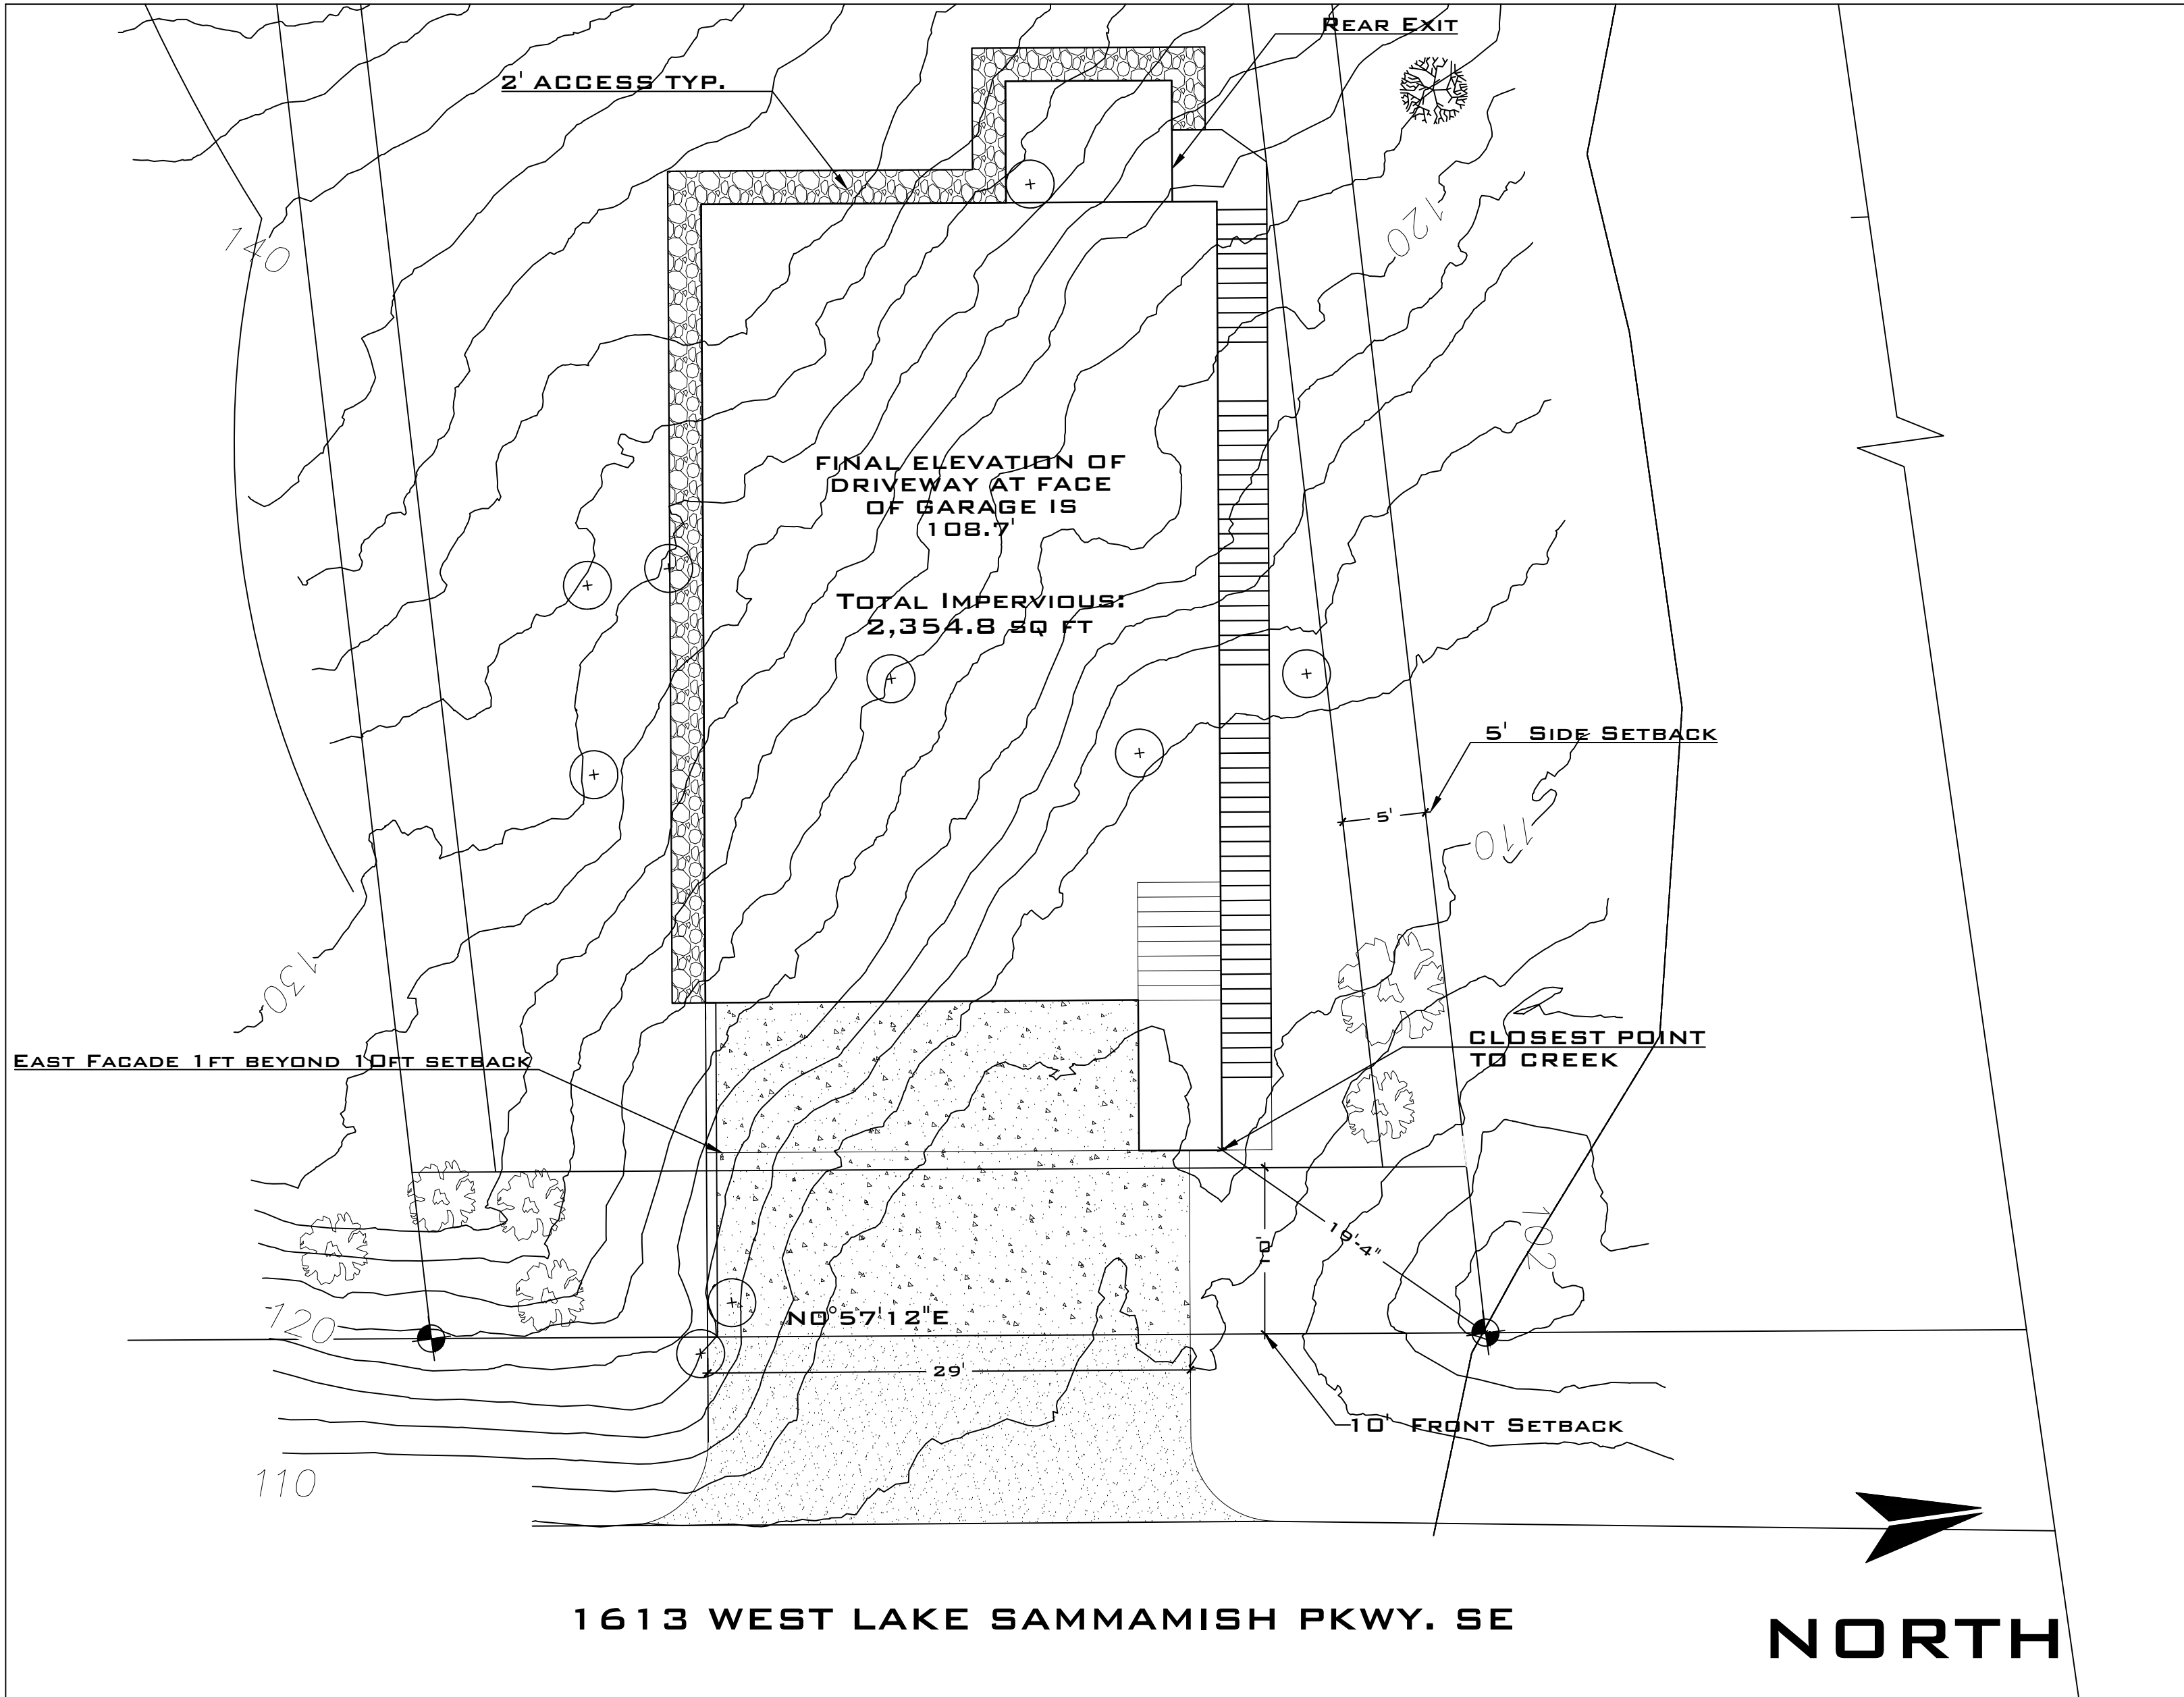 REAR EXIT
2' ACCESS TYP.
120
140
FINAL ELEVATION OF
DRIVEWAY AT FACE
OF GARAGE IS
108.7'
TOTAL IMPERVIOUS:
2,354.8 SQ FT
5' SIDE SETBACK
5'
110
130
CLOSEST POINT
TO CREEK
EAST FACADE 1FT BEYOND 10FT SETBACK
102
19'-4"
120
N0°57'12"E
29'
10' FRONT SETBACK
110
1613 WEST LAKE SAMMAMISH PKWY. SE
NORTH